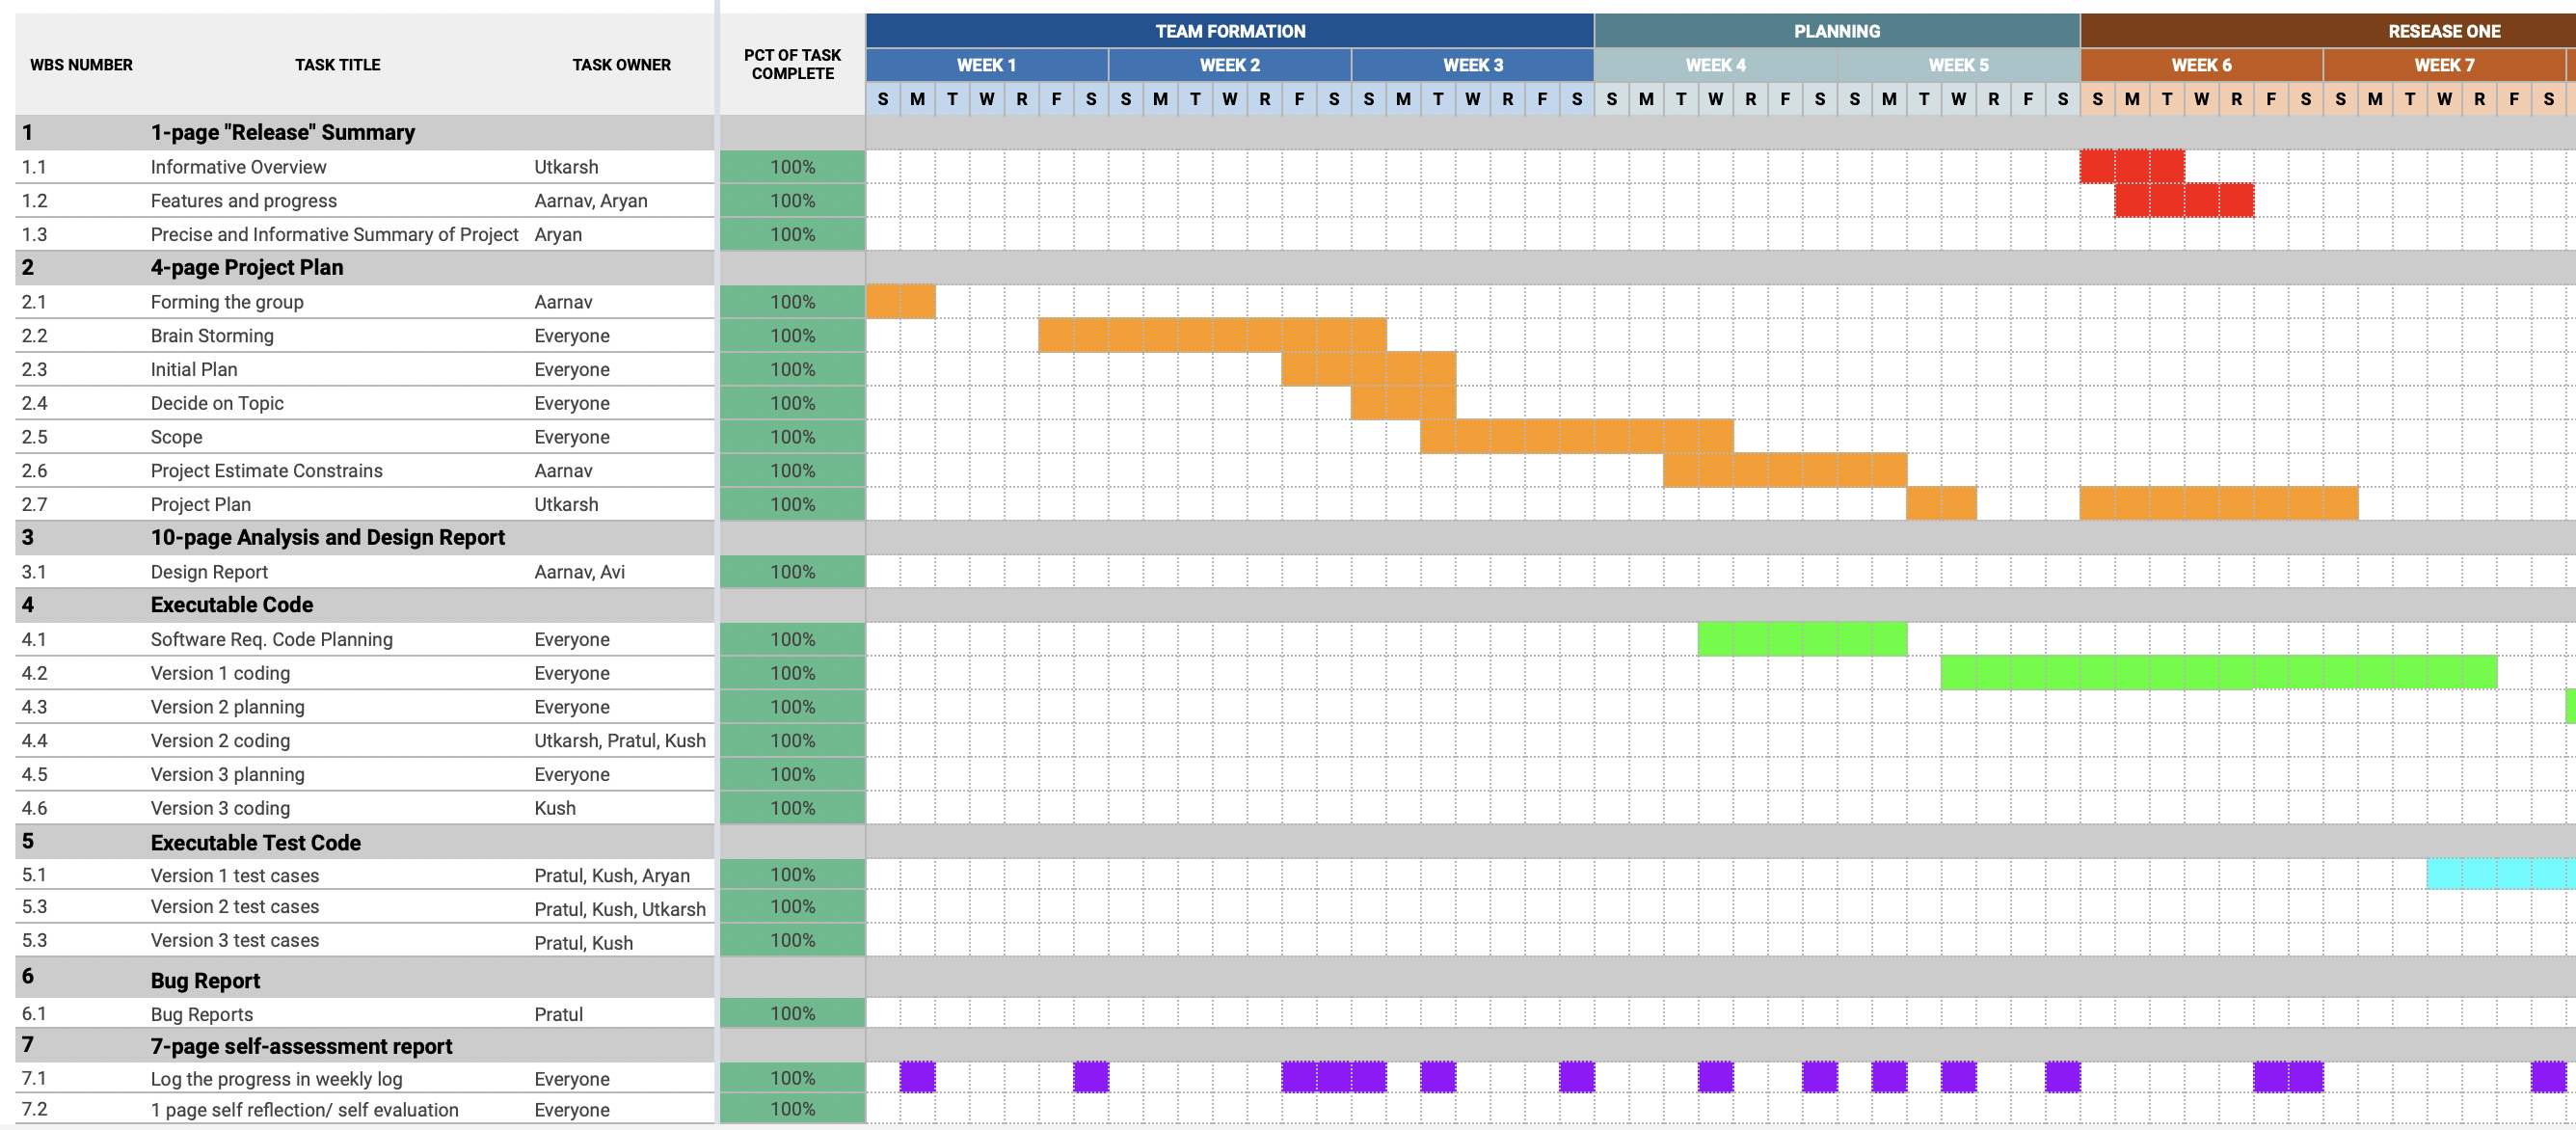 TEAM FORMATION PLANNING RESEASE ONE
WBS NUMBER TASK TITLE TASK OWNER PCT OF TASK COMPLETE WEEK 1 WEEK 2 WEEK 3 WEEK 4 WEEK 5 WEEK 6 WEEK 7
S M T W R F S S M T W R F S S M T W R F S S M T W R F S S M T W R F S S M T W R F S S M T W R F S
1 1-page "Release" Summary
1.1 Informative Overview Utkarsh 100%
1.2 Features and progress Aarnav, Aryan 100%
1.3 Precise and Informative Summary of Project Aryan 100%
2 4-page Project Plan
2.1 Forming the group Aarnav 100%
2.2 Brain Storming Everyone 100%
2.3 Initial Plan Everyone 100%
2.4 Decide on Topic Everyone 100%
2.5 Scope Everyone 100%
2.6 Project Estimate Constrains Aarnav 100%
2.7 Project Plan Utkarsh 100%
3 10-page Analysis and Design Report
3.1 Design Report Aarnav, Avi 100%
4 Executable Code
4.1 Software Req. Code Planning Everyone 100%
4.2 Version 1 coding Everyone 100%
4.3 Version 2 planning Everyone 100%
4.4 Version 2 coding Utkarsh, Pratul, Kush 100%
4.5 Version 3 planning Everyone 100%
4.6 Version 3 coding Kush 100%
5 Executable Test Code
5.1 Version 1 test cases Pratul, Kush, Aryan 100%
5.3 Version 2 test cases Pratul, Kush, Utkarsh 100%
5.3 Version 3 test cases Pratul, Kush 100%
6 Bug Report
6.1 Bug Reports Pratul 100%
7 7-page self-assessment report
7.1 Log the progress in weekly log Everyone 100%
7.2 1 page self reflection/ self evaluation Everyone 100%